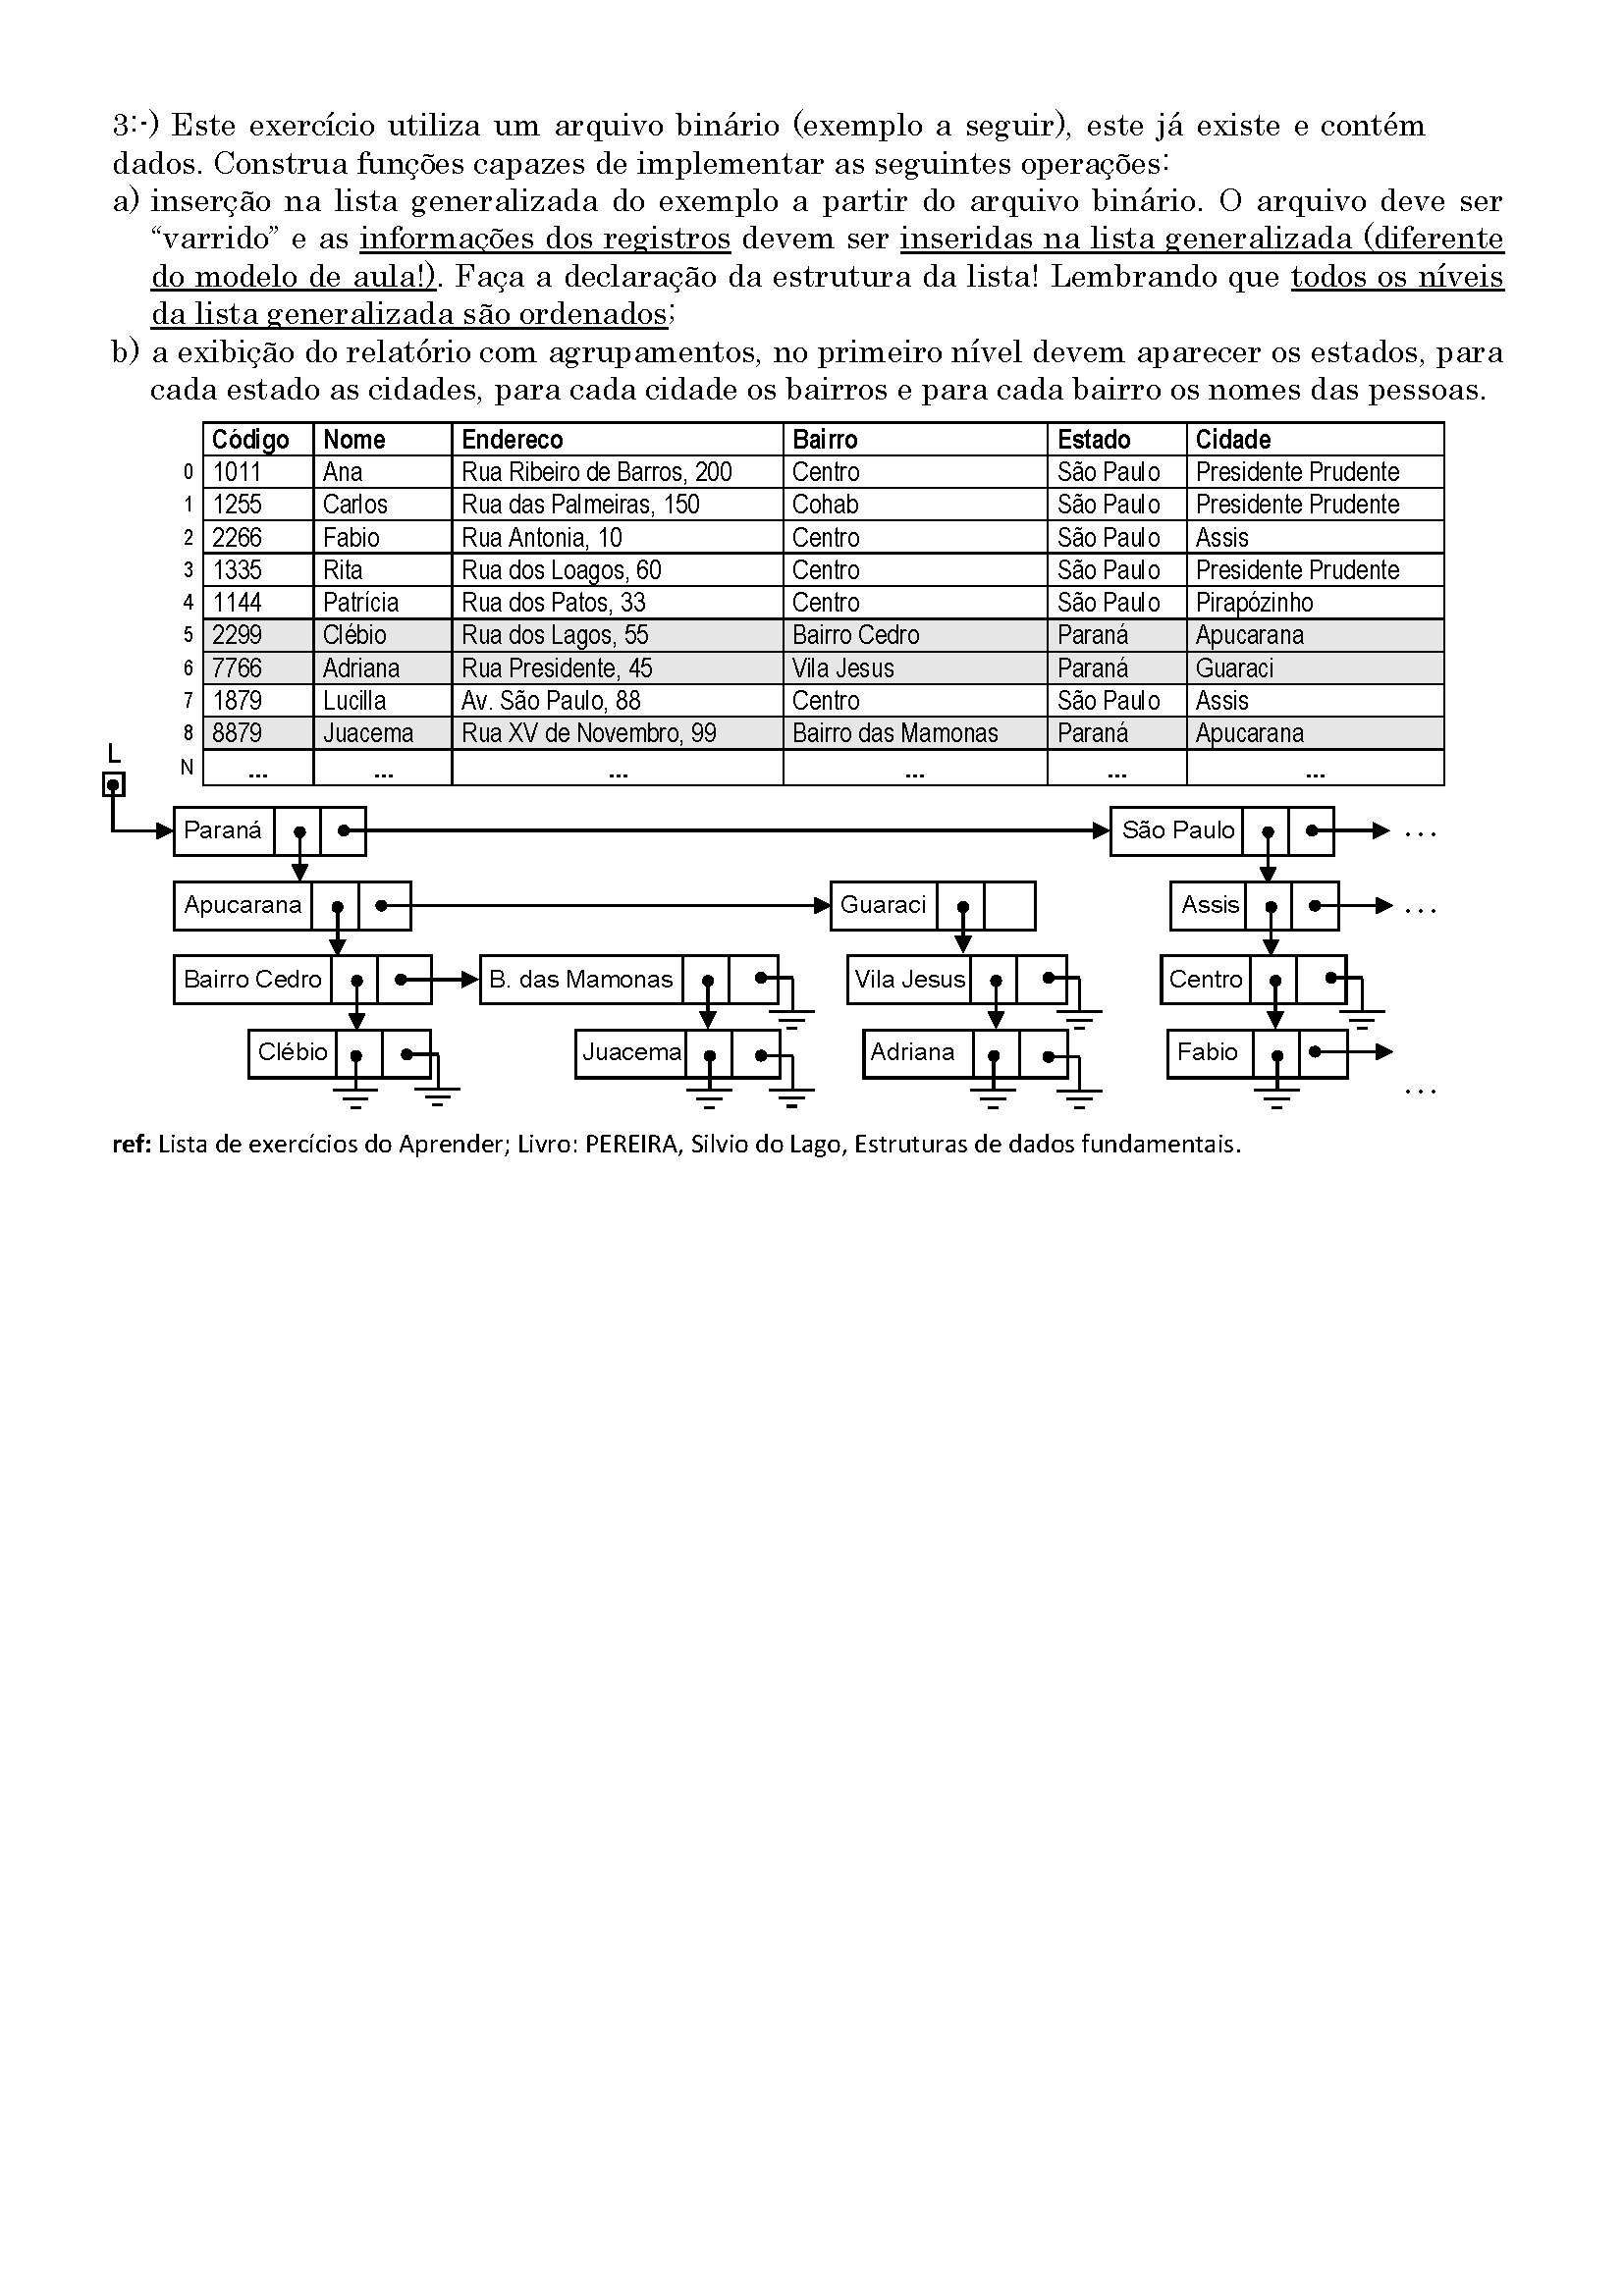 3:-) Este exercício utiliza um arquivo binário (exemplo a seguir), este já existe e contém
dados. Construa funções capazes de implementar as seguintes operações:
a) inserção na lista generalizada do exemplo a partir do arquivo binário. O arquivo deve ser
“varrido” e as informações dos registros devem ser inseridas na lista generalizada (diferente
do modelo de aula!). Faça a declaração da estrutura da lista! Lembrando que todos os níveis
da lista generalizada são ordenados;
b) a exibição do relatório com agrupamentos, no primeiro nível devem aparecer os estados, para
cada estado as cidades, para cada cidade os bairros e para cada bairro os nomes das pessoas.
Código Nome Endereco Bairro Estado Cidade
0 1011 Ana Rua Ribeiro de Barros, 200 Centro São Paulo Presidente Prudente
1 1255 Carlos Rua das Palmeiras, 150 Cohab São Paulo Presidente Prudente
2 2266 Fabio Rua Antonia, 10 Centro São Paulo Assis
3 1335 Rita Rua dos Loagos, 60 Centro São Paulo Presidente Prudente
4 1144 Patrícia Rua dos Patos, 33 Centro São Paulo Pirapózinho
5 2299 Clébio Rua dos Lagos, 55 Bairro Cedro Paraná Apucarana
6 7766 Adriana Rua Presidente, 45 Vila Jesus Paraná Guaraci
7 1879 Lucilla Av. São Paulo, 88 Centro São Paulo Assis
8 8879 Juacema Rua XV de Novembro, 99 Bairro das Mamonas Paraná Apucarana
N ... ... ... ... ... ...
L
Paraná São Paulo ...
Apucarana Guaraci Assis ...
Bairro Cedro B. das Mamonas Vila Jesus Centro
Clébio Juacema Adriana Fabio
...
ref: Lista de exercícios do Aprender; Livro: PEREIRA, Silvio do Lago, Estruturas de dados fundamentais.